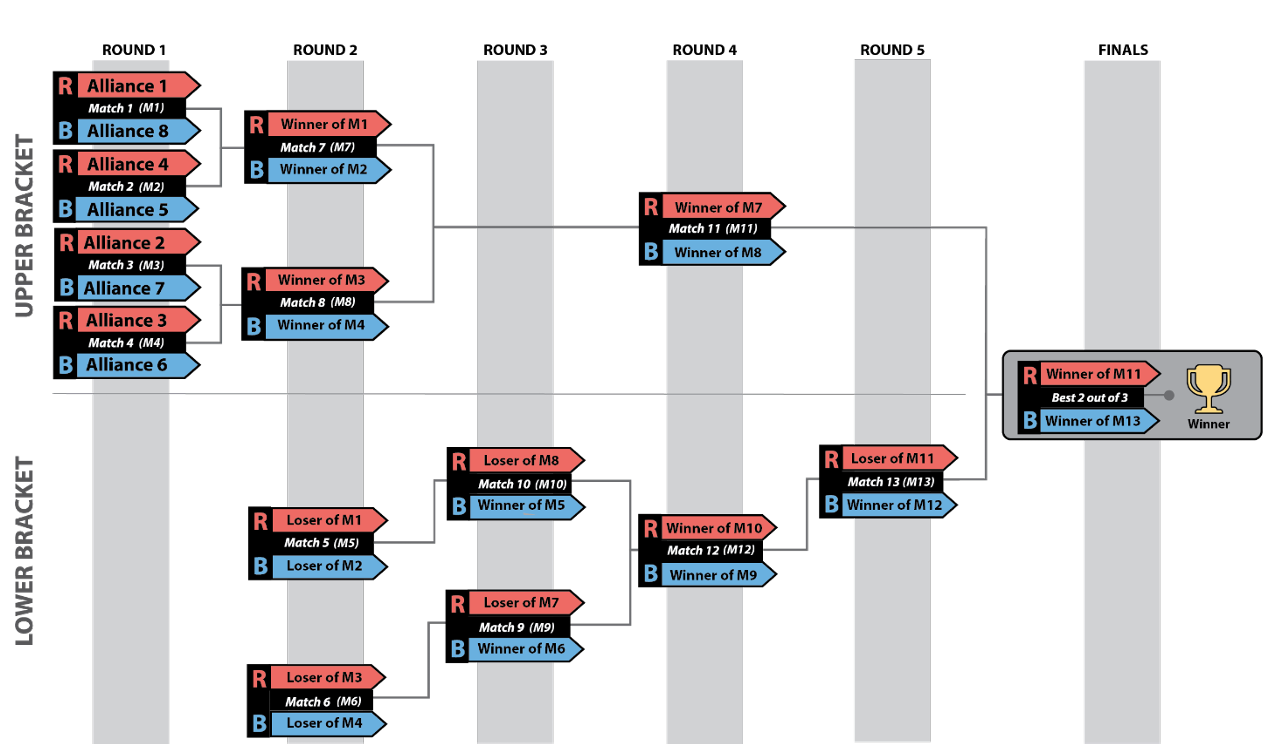 ROUND 1
ROUND 2
ROUND 3
ROUND 4
ROUND 5
FINALS
UPPER BRACKET
R Alliance 1
Match 1 (M1)
B Alliance 8
R Alliance 4
Match 2 (M2)
B Alliance 5
R Alliance 2
Match 3 (M3)
B Alliance 7
R Alliance 3
Match 4 (M4)
B Alliance 6
R Winner of M1
Match 7 (M7)
B Winner of M2
R Winner of M3
Match 8 (M8)
B Winner of M4
R Winner of M7
Match 11 (M11)
B Winner of M8
R Winner of M11
Best 2 out of 3
B Winner of M13
Winner
LOWER BRACKET
R Loser of M1
Match 5 (M5)
B Loser of M2
R Loser of M3
Match 6 (M6)
B Loser of M4
R Loser of M8
Match 10 (M10)
B Winner of M5
R Loser of M7
Match 9 (M9)
B Winner of M6
R Winner of M10
Match 12 (M12)
B Winner of M9
R Loser of M11
Match 13 (M13)
B Winner of M12